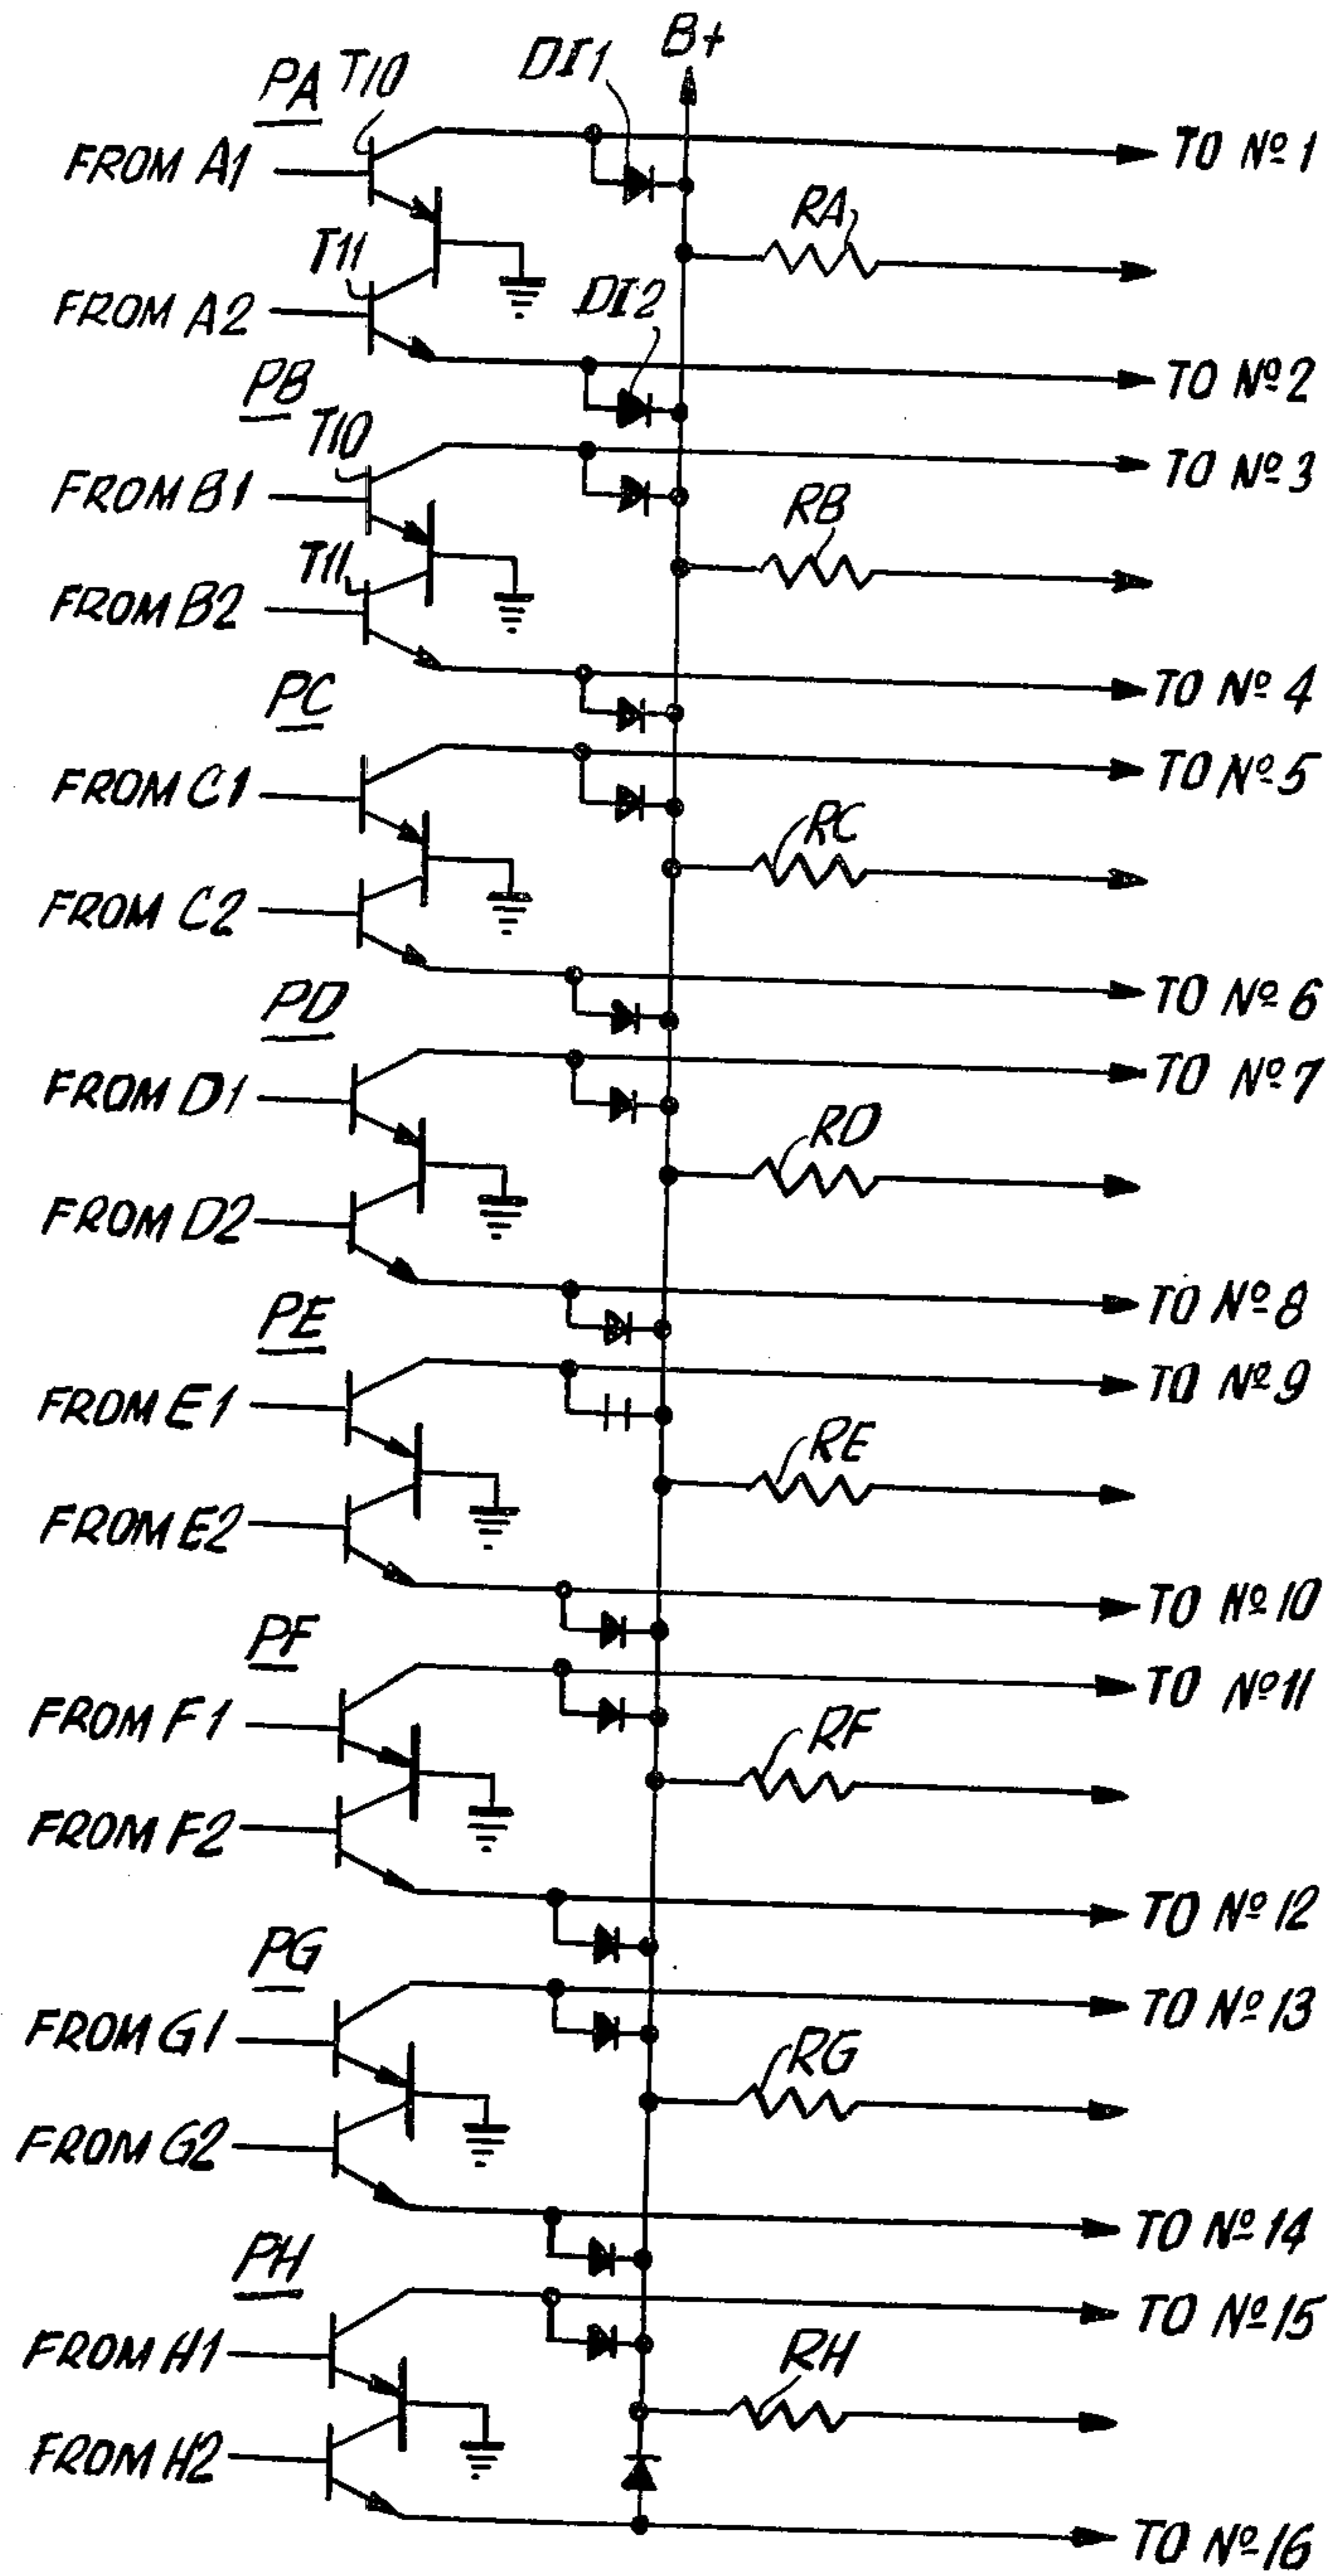 B+
DI1
PA T10
FROM A1
TO Nº 1
RA
T11
DI2
FROM A2
TO Nº 2
PB
T10
FROM B1
TO Nº 3
RB
T11
FROM B2
TO Nº 4
PC
FROM C1
TO Nº 5
RC
FROM C2
TO Nº 6
PD
FROM D1
TO Nº 7
RD
FROM D2
TO Nº 8
PE
FROM E1
TO Nº 9
RE
FROM E2
TO Nº 10
PF
FROM F1
TO Nº 11
RF
FROM F2
TO Nº 12
PG
FROM G1
TO Nº 13
RG
FROM G2
TO Nº 14
PH
FROM H1
TO Nº 15
RH
FROM H2
TO Nº 16